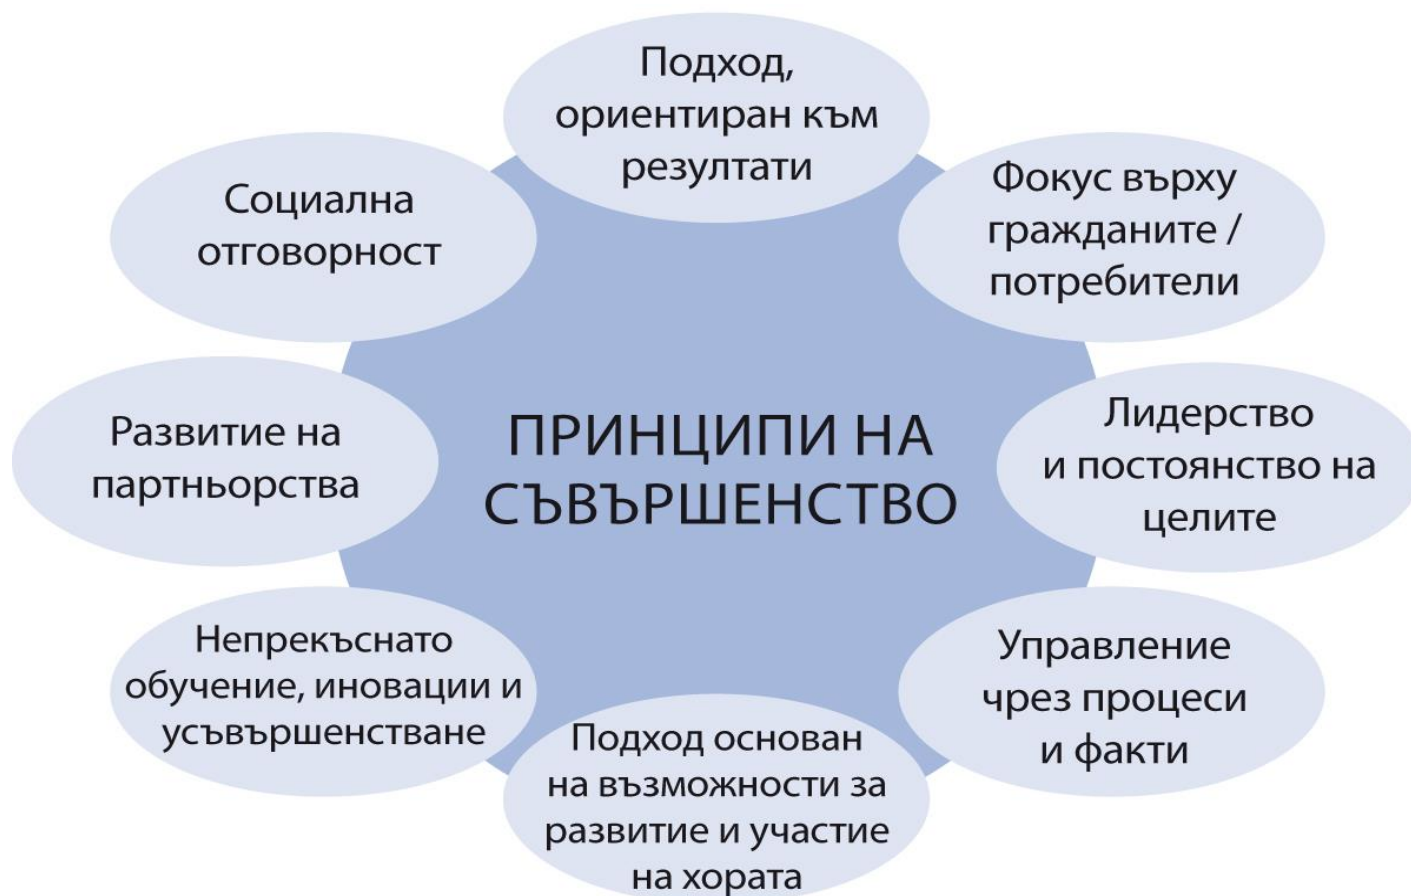 Подход,
ориентиран към
резултати
Фокус върху
гражданите /
потребители
Лидерство
и постоянство на
целите
Управление
чрез процеси
и факти
Подход основан
на възможности за
развитие и участие
на хората
Непрекъснато
обучение, иновации и
усъвършенстване
Развитие на
партньорства
Социална
отговорност
ПРИНЦИПИ НА
СЪВЪРШЕНСТВО